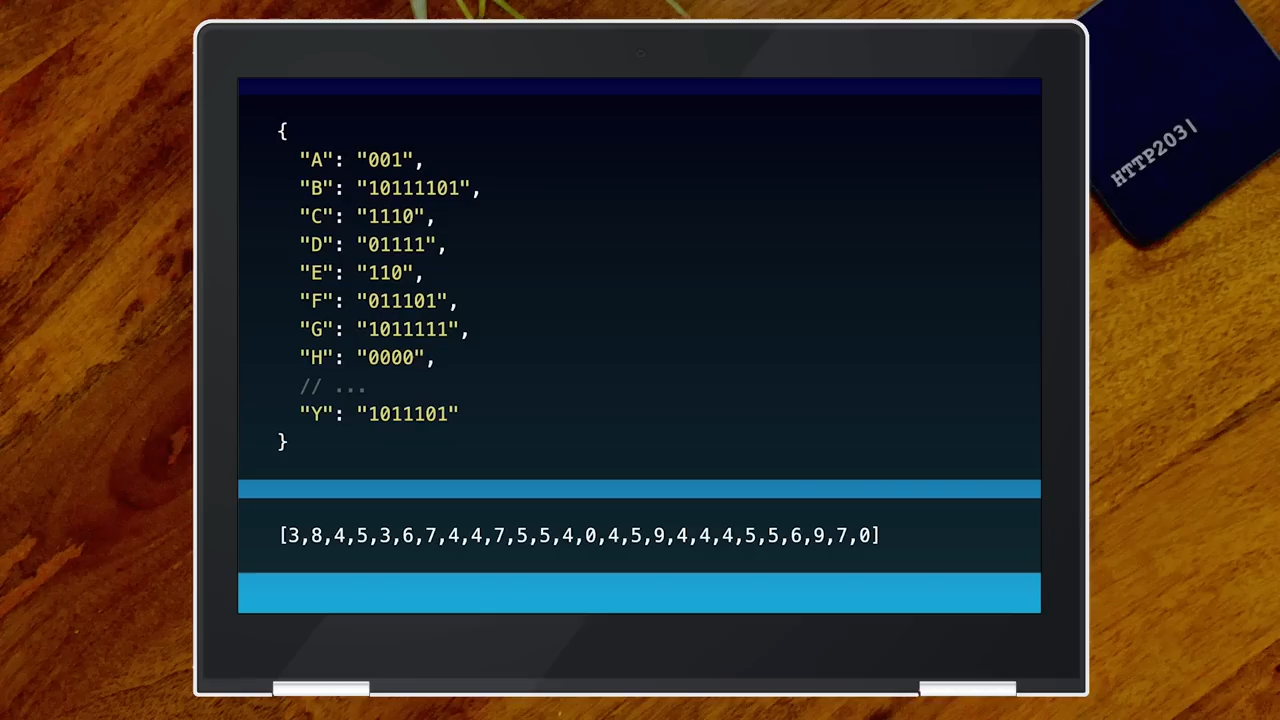 {
"A": "001",
"B": "10111101",
"C": "1110",
"D": "01111",
"E": "110",
"F": "011101",
"G": "1011111",
"H": "0000",
// ...
"Y": "1011101"
}
[3,8,4,5,3,6,7,4,4,7,5,5,4,0,4,5,9,4,4,4,5,5,6,9,7,0]
HTTP203|